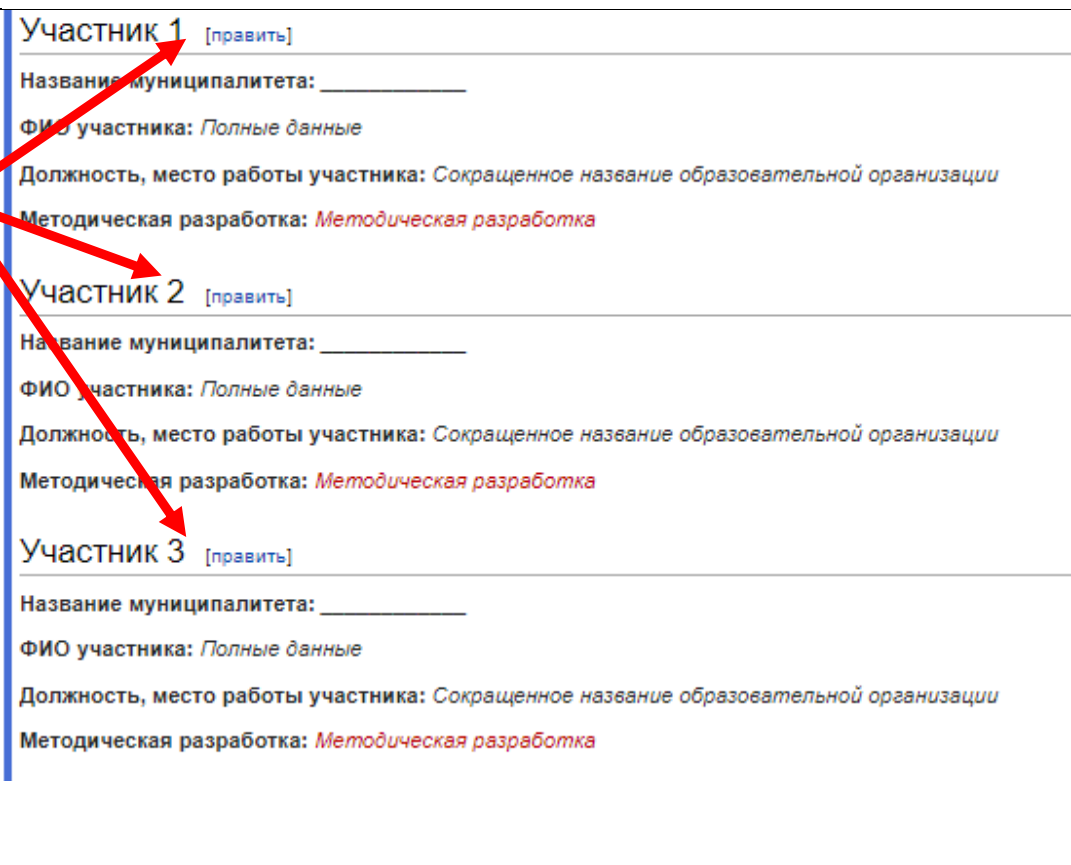 Участник 1 [править]
Название муниципалитета: ____________
ФИО участника: Полные данные
Должность, место работы участника: Сокращенное название образовательной организации
Методическая разработка: Методическая разработка
Участник 2 [править]
Название муниципалитета: ____________
ФИО участника: Полные данные
Должность, место работы участника: Сокращенное название образовательной организации
Методическая разработка: Методическая разработка
Участник 3 [править]
Название муниципалитета: ____________
ФИО участника: Полные данные
Должность, место работы участника: Сокращенное название образовательной организации
Методическая разработка: Методическая разработка